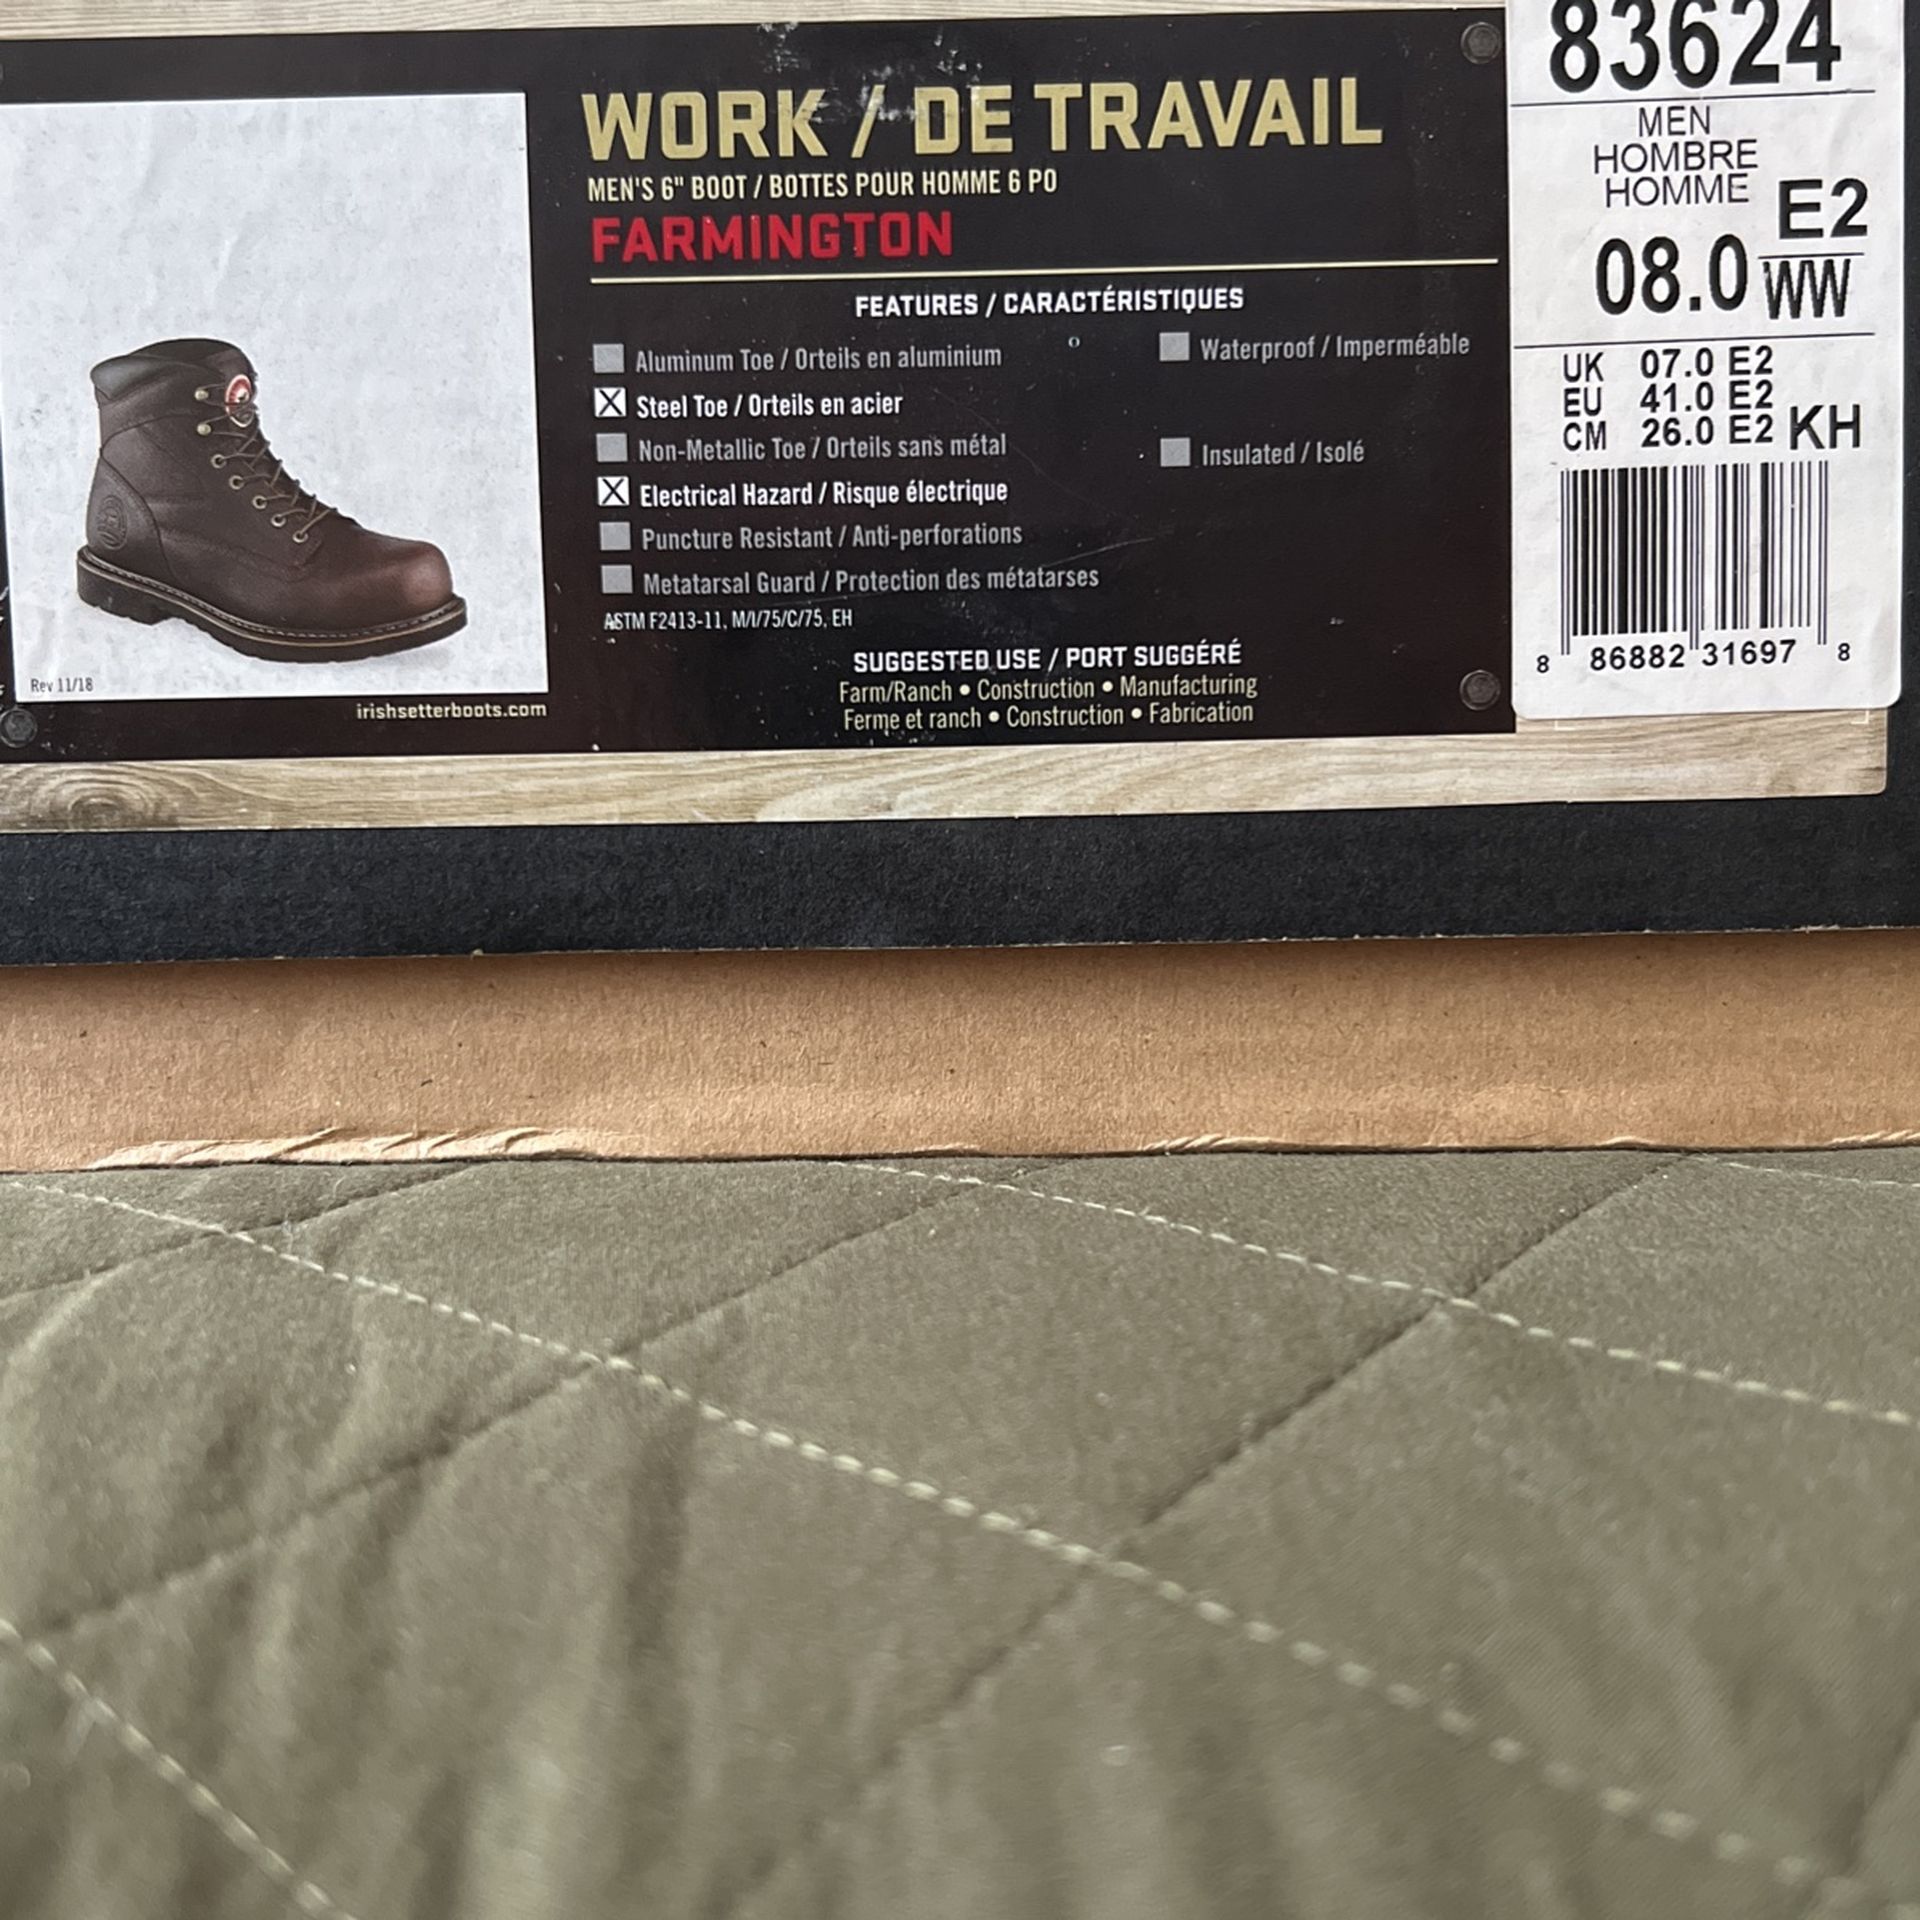 WORK / DE TRAVAIL
MEN'S 6" BOOT / BOTTES POUR HOMME 6 PO
FARMINGTON
FEATURES / CARACTÉRISTIQUES
Aluminum Toe / Orteils en aluminium
Steel Toe / Orteils en acier
Non-Metallic Toe / Orteils sans métal
Electrical Hazard / Risque électrique
Puncture Resistant / Anti-perforations
Metatarsal Guard / Protection des métatarses
Waterproof / Imperméable
Insulated / Isolé
ASTM F2413-11, M/I/75/C/75, EH
SUGGESTED USE / PORT SUGGÉRÉ
Farm/Ranch • Construction • Manufacturing
Ferme et ranch • Construction • Fabrication
Rev 11/18
irishsetterboots.com
83624
MEN
HOMBRE
HOMME
E2
08.0 WW
UK 07.0 E2
EU 41.0 E2
CM 26.0 E2 KH
8 86882 31697 8